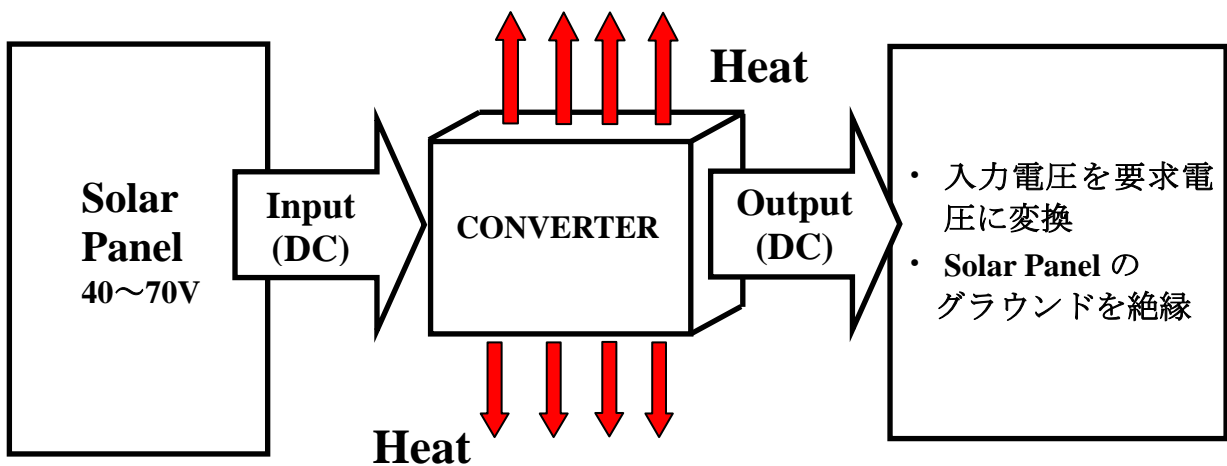 Solar
Panel
40～70V
Input
(DC)
Heat
CONVERTER
Heat
Output
(DC)
・ 入力電圧を要求電
圧に変換
・ Solar Panel の
グラウンドを絶縁